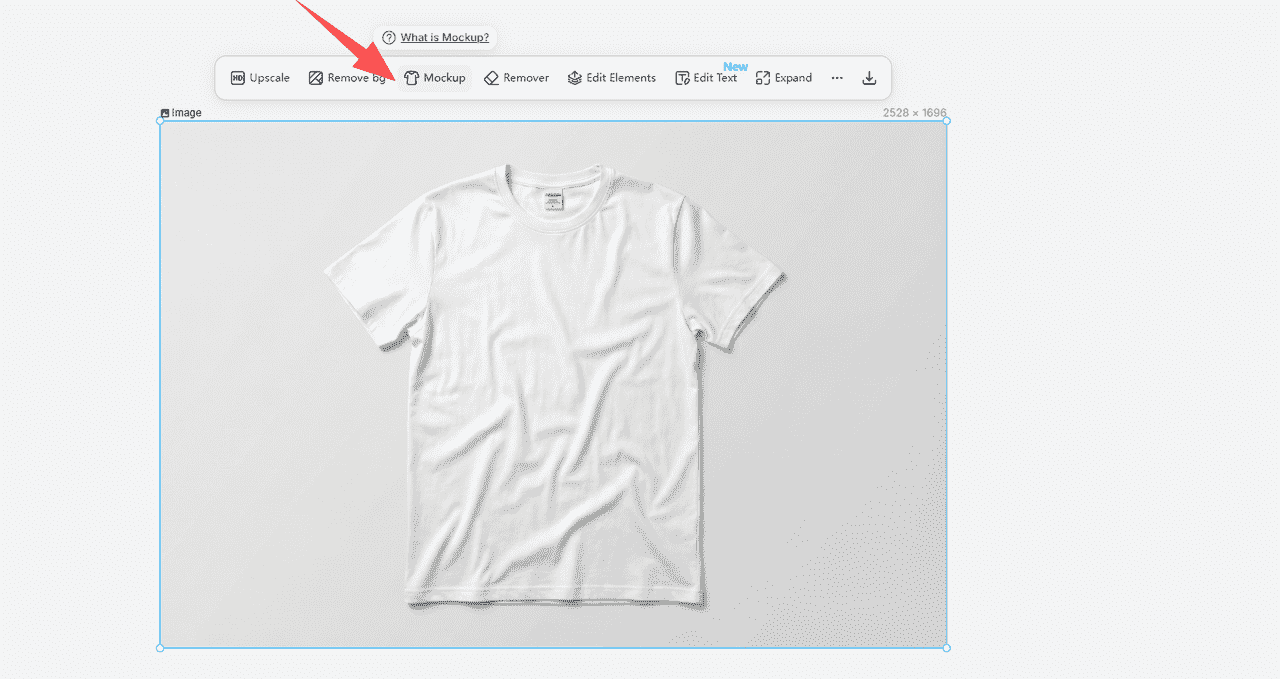 What is Mockup?
New
Upscale Remove bg Mockup Remover Edit Elements Edit Text Expand
Image 2528 × 1696